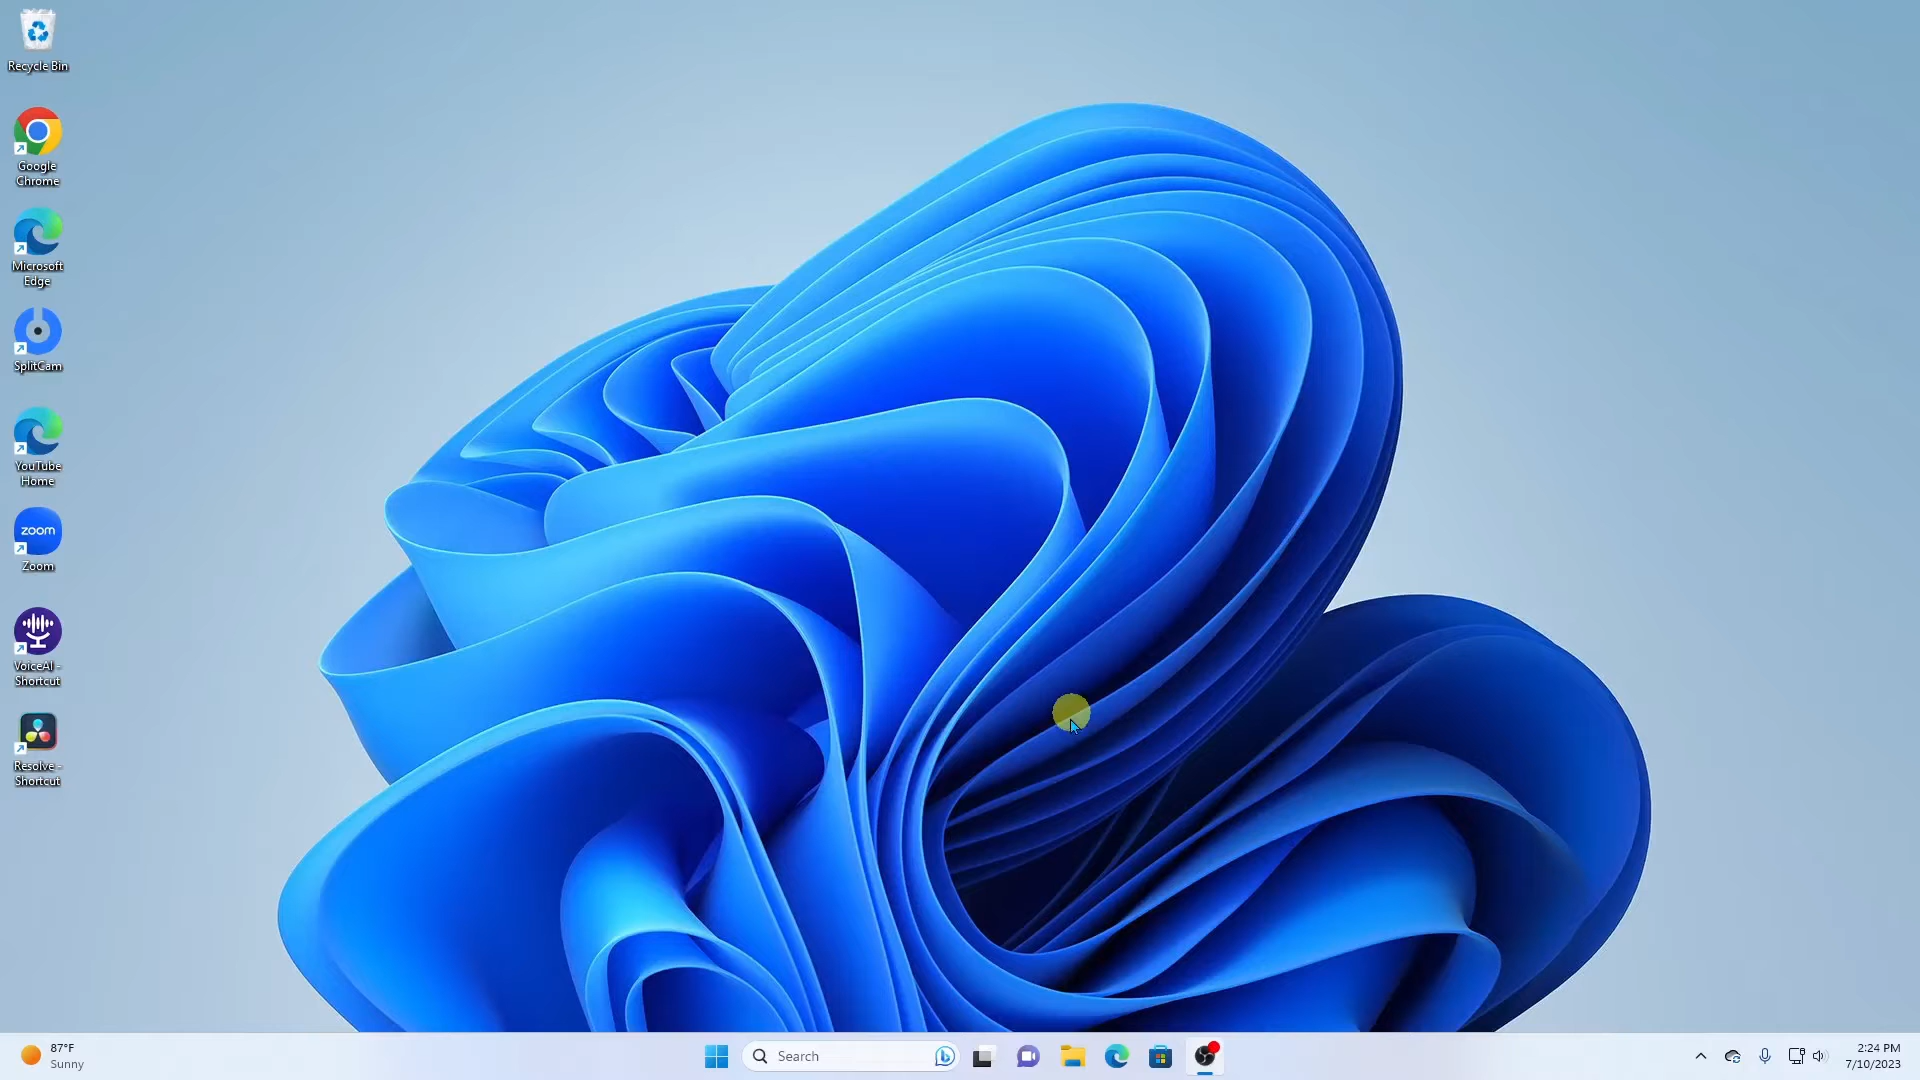 Recycle Bin
Google
Chrome
Microsoft
Edge
SplitCam
YouTube
Home
zoom
Zoom
VoiceAI -
Shortcut
Resolve -
Shortcut
87°F
Sunny
Search
2:24 PM
7/10/2023